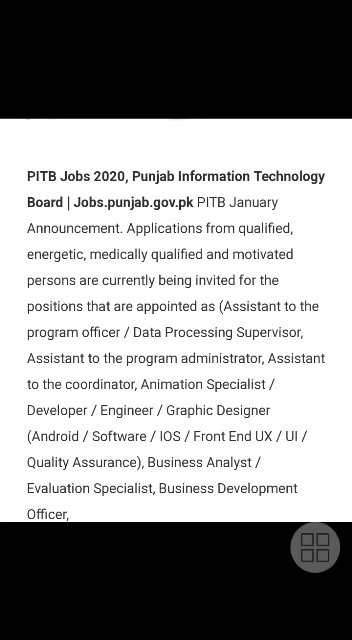 PITB Jobs 2020, Punjab Information Technology
Board | Jobs.punjab.gov.pk PITB January
Announcement. Applications from qualified,
energetic, medically qualified and motivated
persons are currently being invited for the
positions that are appointed as (Assistant to the
program officer / Data Processing Supervisor,
Assistant to the program administrator, Assistant
to the coordinator, Animation Specialist /
Developer / Engineer / Graphic Designer
(Android / Software / IOS / Front End UX / UI /
Quality Assurance), Business Analyst /
Evaluation Specialist, Business Development
Officer,